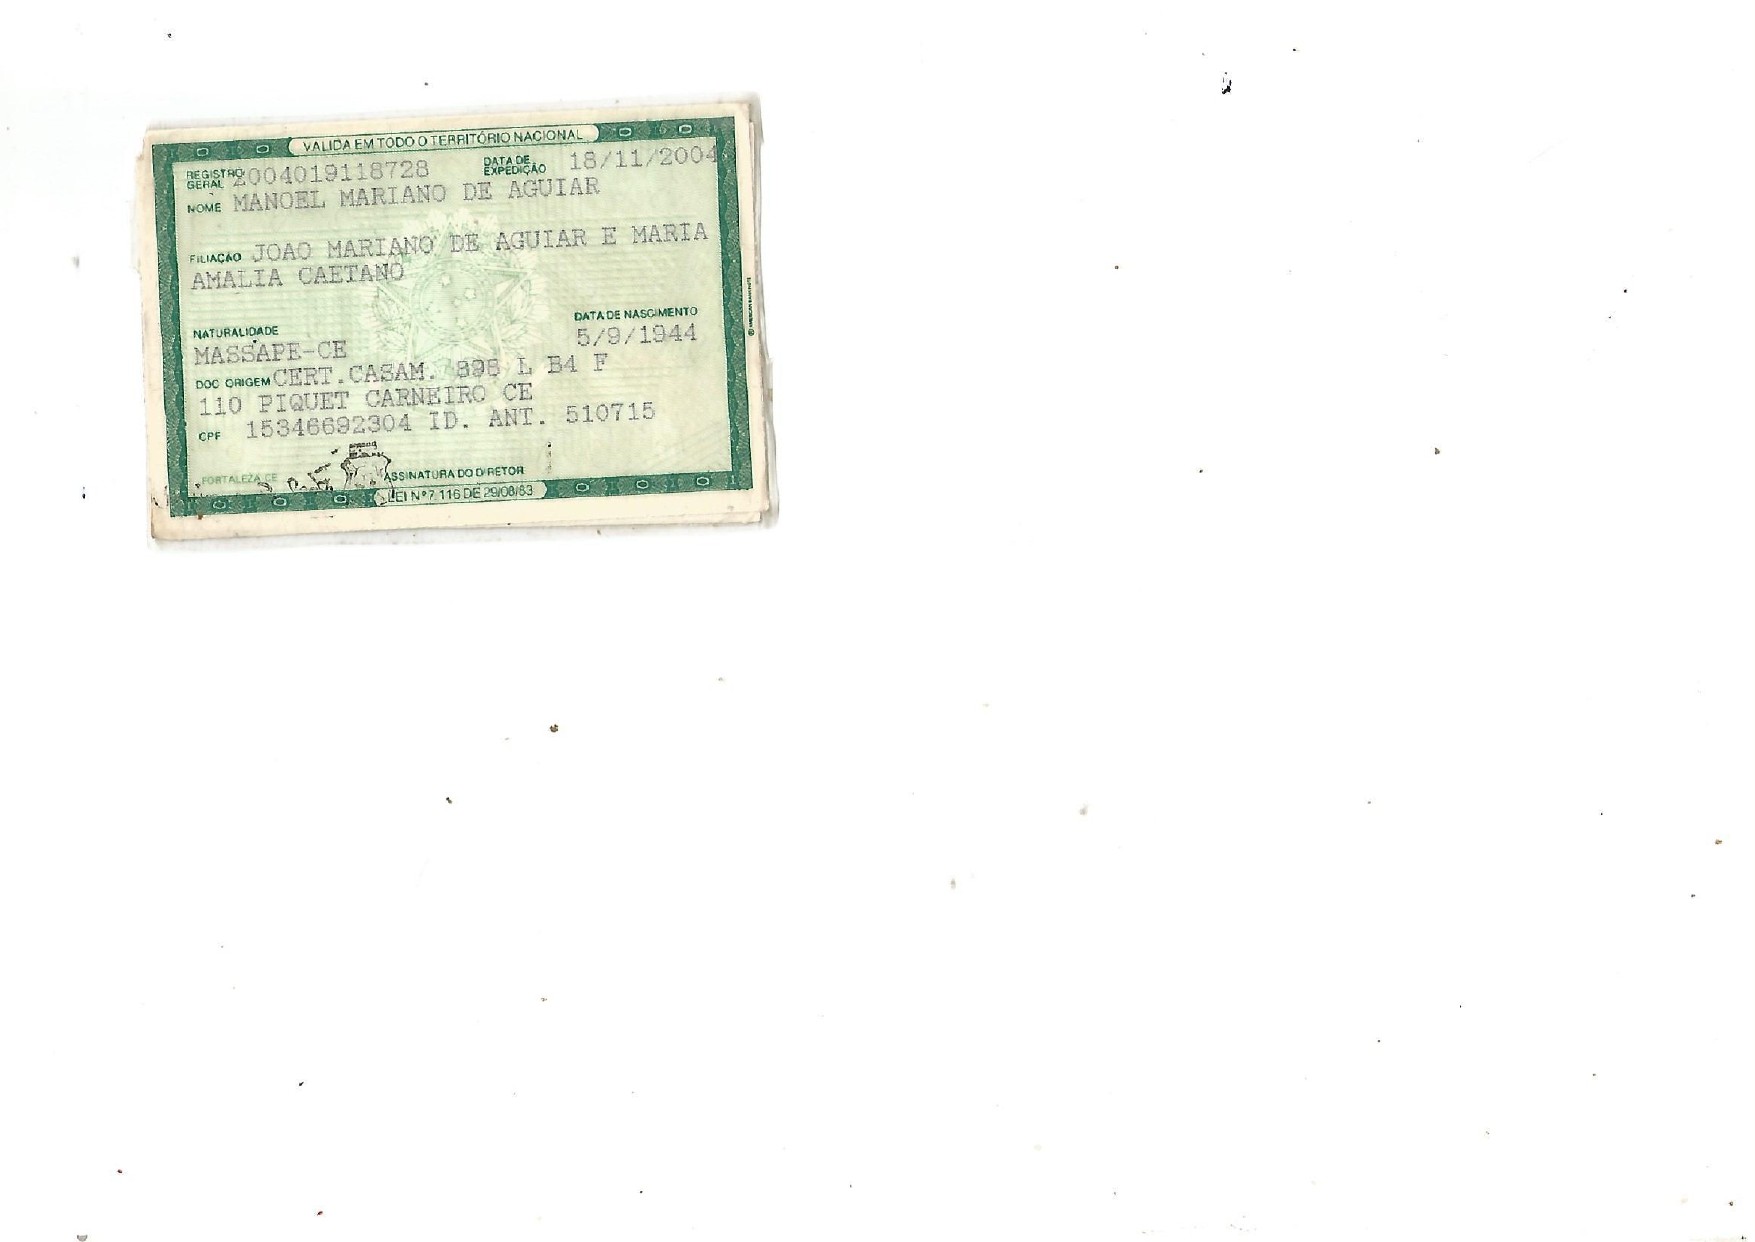 VALIDA EM TODO O TERRITÓRIO NACIONAL
REGISTRO GERAL 2004019118728 DATA DE EXPEDIÇÃO 18/11/2004
NOME MANOEL MARIANO DE AGUIAR
FILIAÇÃO JOAO MARIANO DE AGUIAR E MARIA
AMALIA CAETANO
NATURALIDADE DATA DE NASCIMENTO
MASSAPE-CE 5/9/1944
DOC ORIGEM CERT.CASAM. L B4 F
110 PIQUET CARNEIRO CE
CPF 15346692304 ID. ANT. 510715
FORTALEZA CE ASSINATURA DO DIRETOR
LEI Nº 7.116 DE 29/08/83